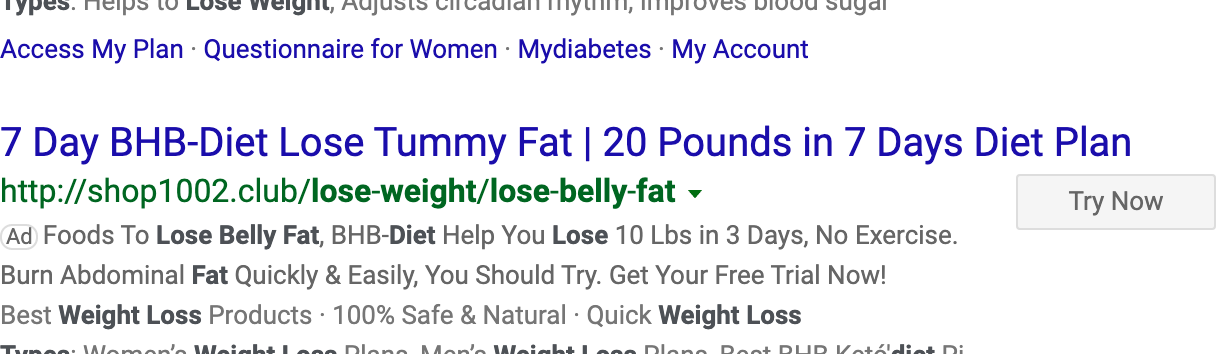 Types: Helps to Lose Weight, Adjusts circadian rhythm, Improves blood sugar
Access My Plan · Questionnaire for Women · Mydiabetes · My Account
7 Day BHB-Diet Lose Tummy Fat | 20 Pounds in 7 Days Diet Plan
http://shop1002.club/lose-weight/lose-belly-fat
Try Now
Ad Foods To Lose Belly Fat, BHB-Diet Help You Lose 10 Lbs in 3 Days, No Exercise.
Burn Abdominal Fat Quickly & Easily, You Should Try. Get Your Free Trial Now!
Best Weight Loss Products · 100% Safe & Natural · Quick Weight Loss
Types: Women's Weight Loss Plans, Men's Weight Loss Plans, Best BHB Keto'diet Pi